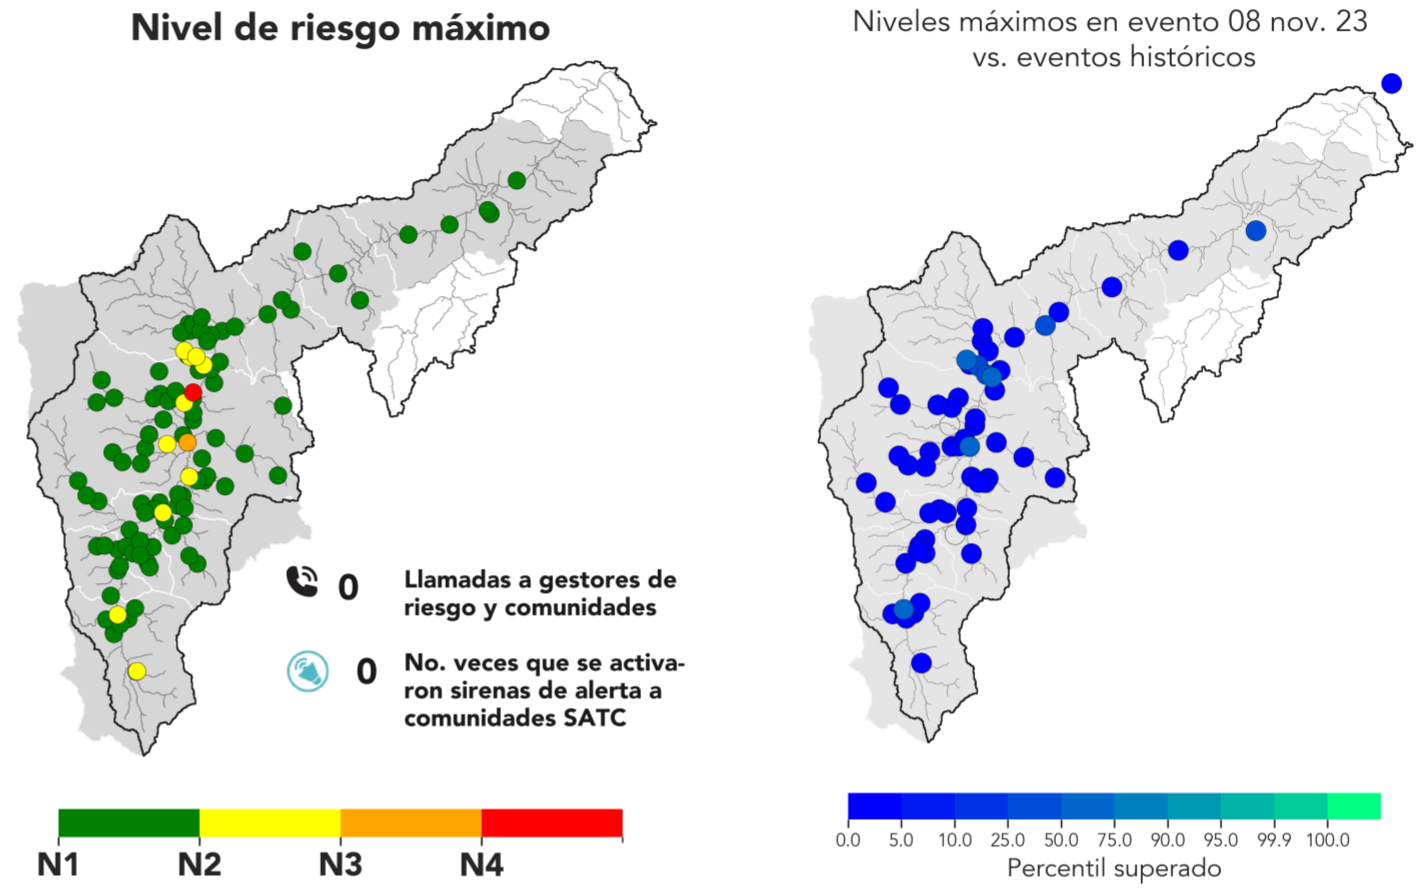 Nivel de riesgo máximo
Niveles máximos en evento 08 nov. 23
vs. eventos históricos
0
Llamadas a gestores de
riesgo y comunidades
0
No. veces que se activa-
ron sirenas de alerta a
comunidades SATC
N1 N2 N3 N4
0.0 5.0 10.0 25.0 50.0 75.0 90.0 95.0 99.9 100.0
Percentil superado